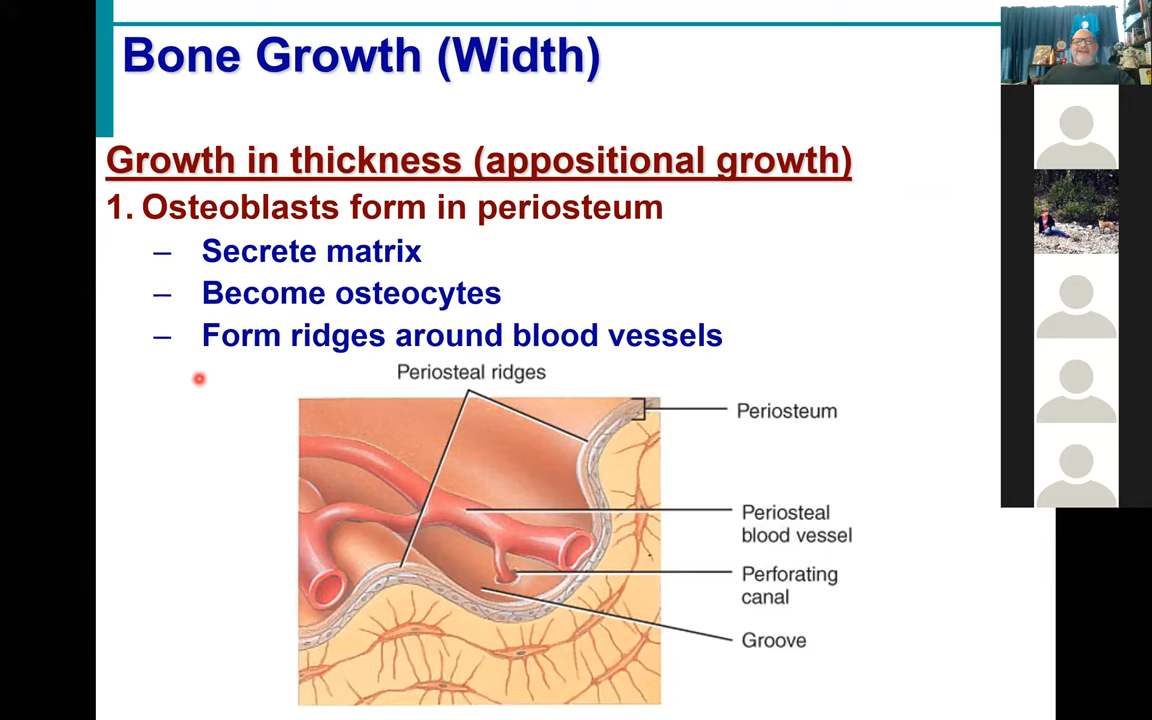 Bone Growth (Width)
Growth in thickness (appositional growth)
1. Osteoblasts form in periosteum
– Secrete matrix
– Become osteocytes
– Form ridges around blood vessels
Periosteal ridges
Periosteum
Periosteal
blood vessel
Perforating
canal
Groove